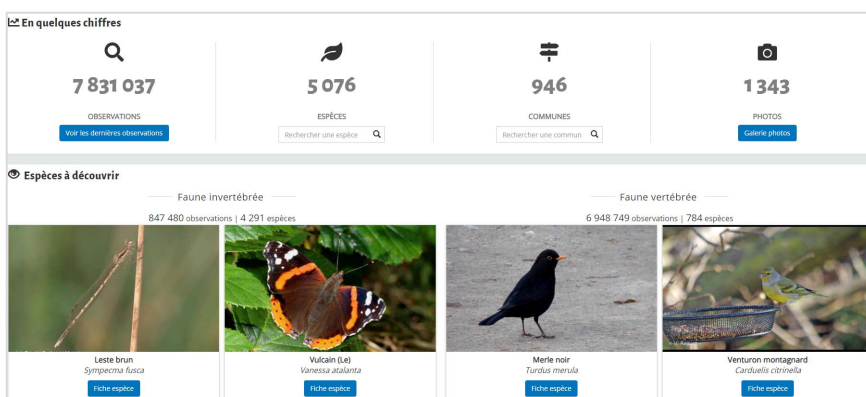 En quelques chiffres
7 831 037
5 076
946
1 343
OBSERVATIONS
ESPÈCES
COMMUNES
PHOTOS
Voir les dernières observations
Rechercher une espèce
Rechercher une commun
Galerie photos
Espèces à découvrir
Faune invertébrée
Faune vertébrée
847 480 observations | 4 291 espèces
6 948 749 observations | 784 espèces
Leste brun
Vulcain (Le)
Merle noir
Venturon montagnard
Sympecma fusca
Vanessa atalanta
Turdus merula
Carduelis citrinella
Fiche espèce
Fiche espèce
Fiche espèce
Fiche espèce